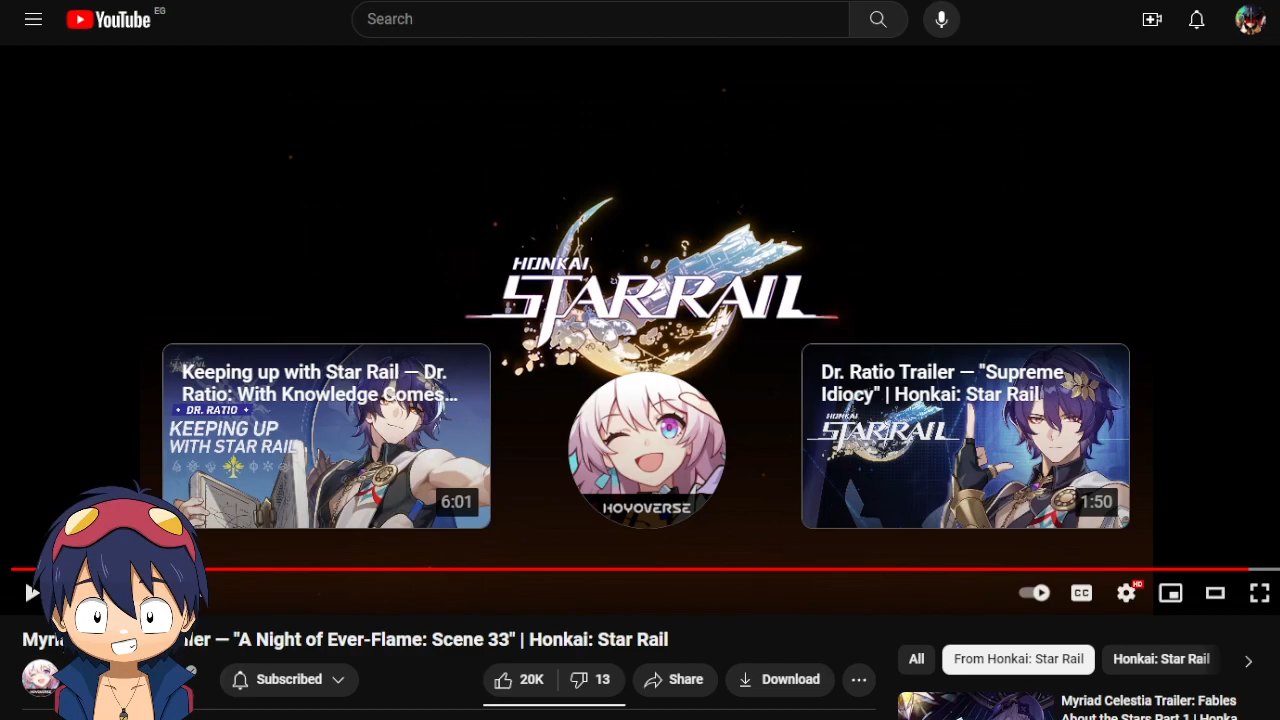 YouTube EG
Search
HONKAI
STAR RAIL
Keeping up with Star Rail — Dr.
Ratio: With Knowledge Comes...
DR. RATIO
KEEPING UP
WITH STAR RAIL
6:01
HOYOVERSE
Dr. Ratio Trailer — "Supreme
Idiocy" | Honkai: Star Rail
HONKAI
STAR RAIL
1:50
HD
CC
"A Night of Ever-Flame: Scene 33" | Honkai: Star Rail
HOYOVERSE
Subscribed
20K
13
Share
Download
All
From Honkai: Star Rail
Honkai: Star Rail
Myriad Celestia Trailer: Fables
About the Stars Part 1 | Honka